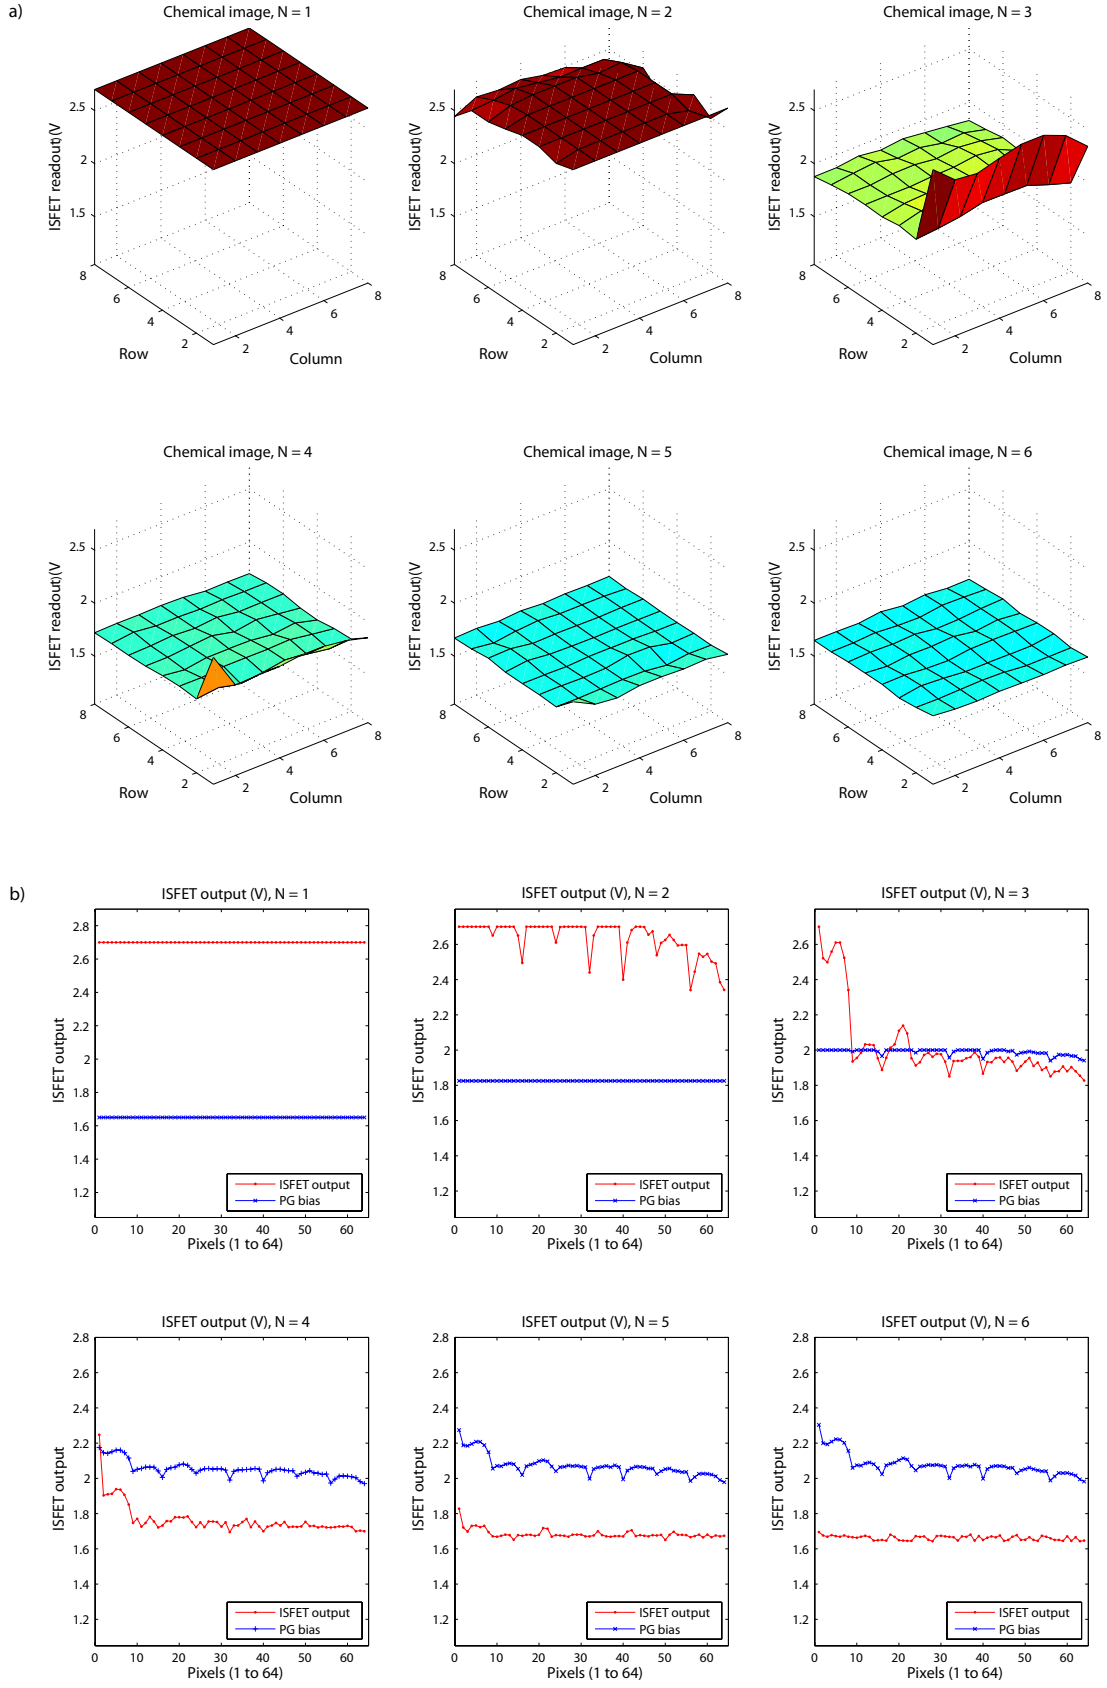 a)
Chemical image, N = 1
Chemical image, N = 2
Chemical image, N = 3
ISFET readout)(V
2.5
2
1.5
8
6
4
2
Row
2
4
6
8
Column
ISFET readout)(V
2.5
2
1.5
8
6
4
2
Row
2
4
6
8
Column
ISFET readout)(V
2.5
2
1.5
8
6
4
2
Row
2
4
6
8
Column
Chemical image, N = 4
Chemical image, N = 5
Chemical image, N = 6
ISFET readout)(V
2.5
2
1.5
8
6
4
2
Row
2
4
6
8
Column
ISFET readout)(V
2.5
2
1.5
8
6
4
2
Row
2
4
6
8
Column
ISFET readout)(V
2.5
2
1.5
8
6
4
2
Row
2
4
6
8
Column
b)
ISFET output (V), N = 1
ISFET output
2.8
2.6
2.4
2.2
2
1.8
1.6
1.4
1.2
ISFET output
PG bias
0 10 20 30 40 50 60
Pixels (1 to 64)
ISFET output (V), N = 2
ISFET output
2.6
2.4
2.2
2
1.8
1.6
1.4
1.2
ISFET output
PG bias
0 10 20 30 40 50 60
Pixels (1 to 64)
ISFET output (V), N = 3
ISFET output
2.6
2.4
2.2
2
1.8
1.6
1.4
1.2
ISFET output
PG bias
0 10 20 30 40 50 60
Pixels (1 to 64)
ISFET output (V), N = 4
ISFET output
2.8
2.6
2.4
2.2
2
1.8
1.6
1.4
1.2
ISFET output
PG bias
0 10 20 30 40 50 60
Pixels (1 to 64)
ISFET output (V), N = 5
ISFET output
2.8
2.6
2.4
2.2
2
1.8
1.6
1.4
1.2
ISFET output
PG bias
0 10 20 30 40 50 60
Pixels (1 to 64)
ISFET output (V), N = 6
ISFET output
2.8
2.6
2.4
2.2
2
1.8
1.6
1.4
1.2
ISFET output
PG bias
0 10 20 30 40 50 60
Pixels (1 to 64)